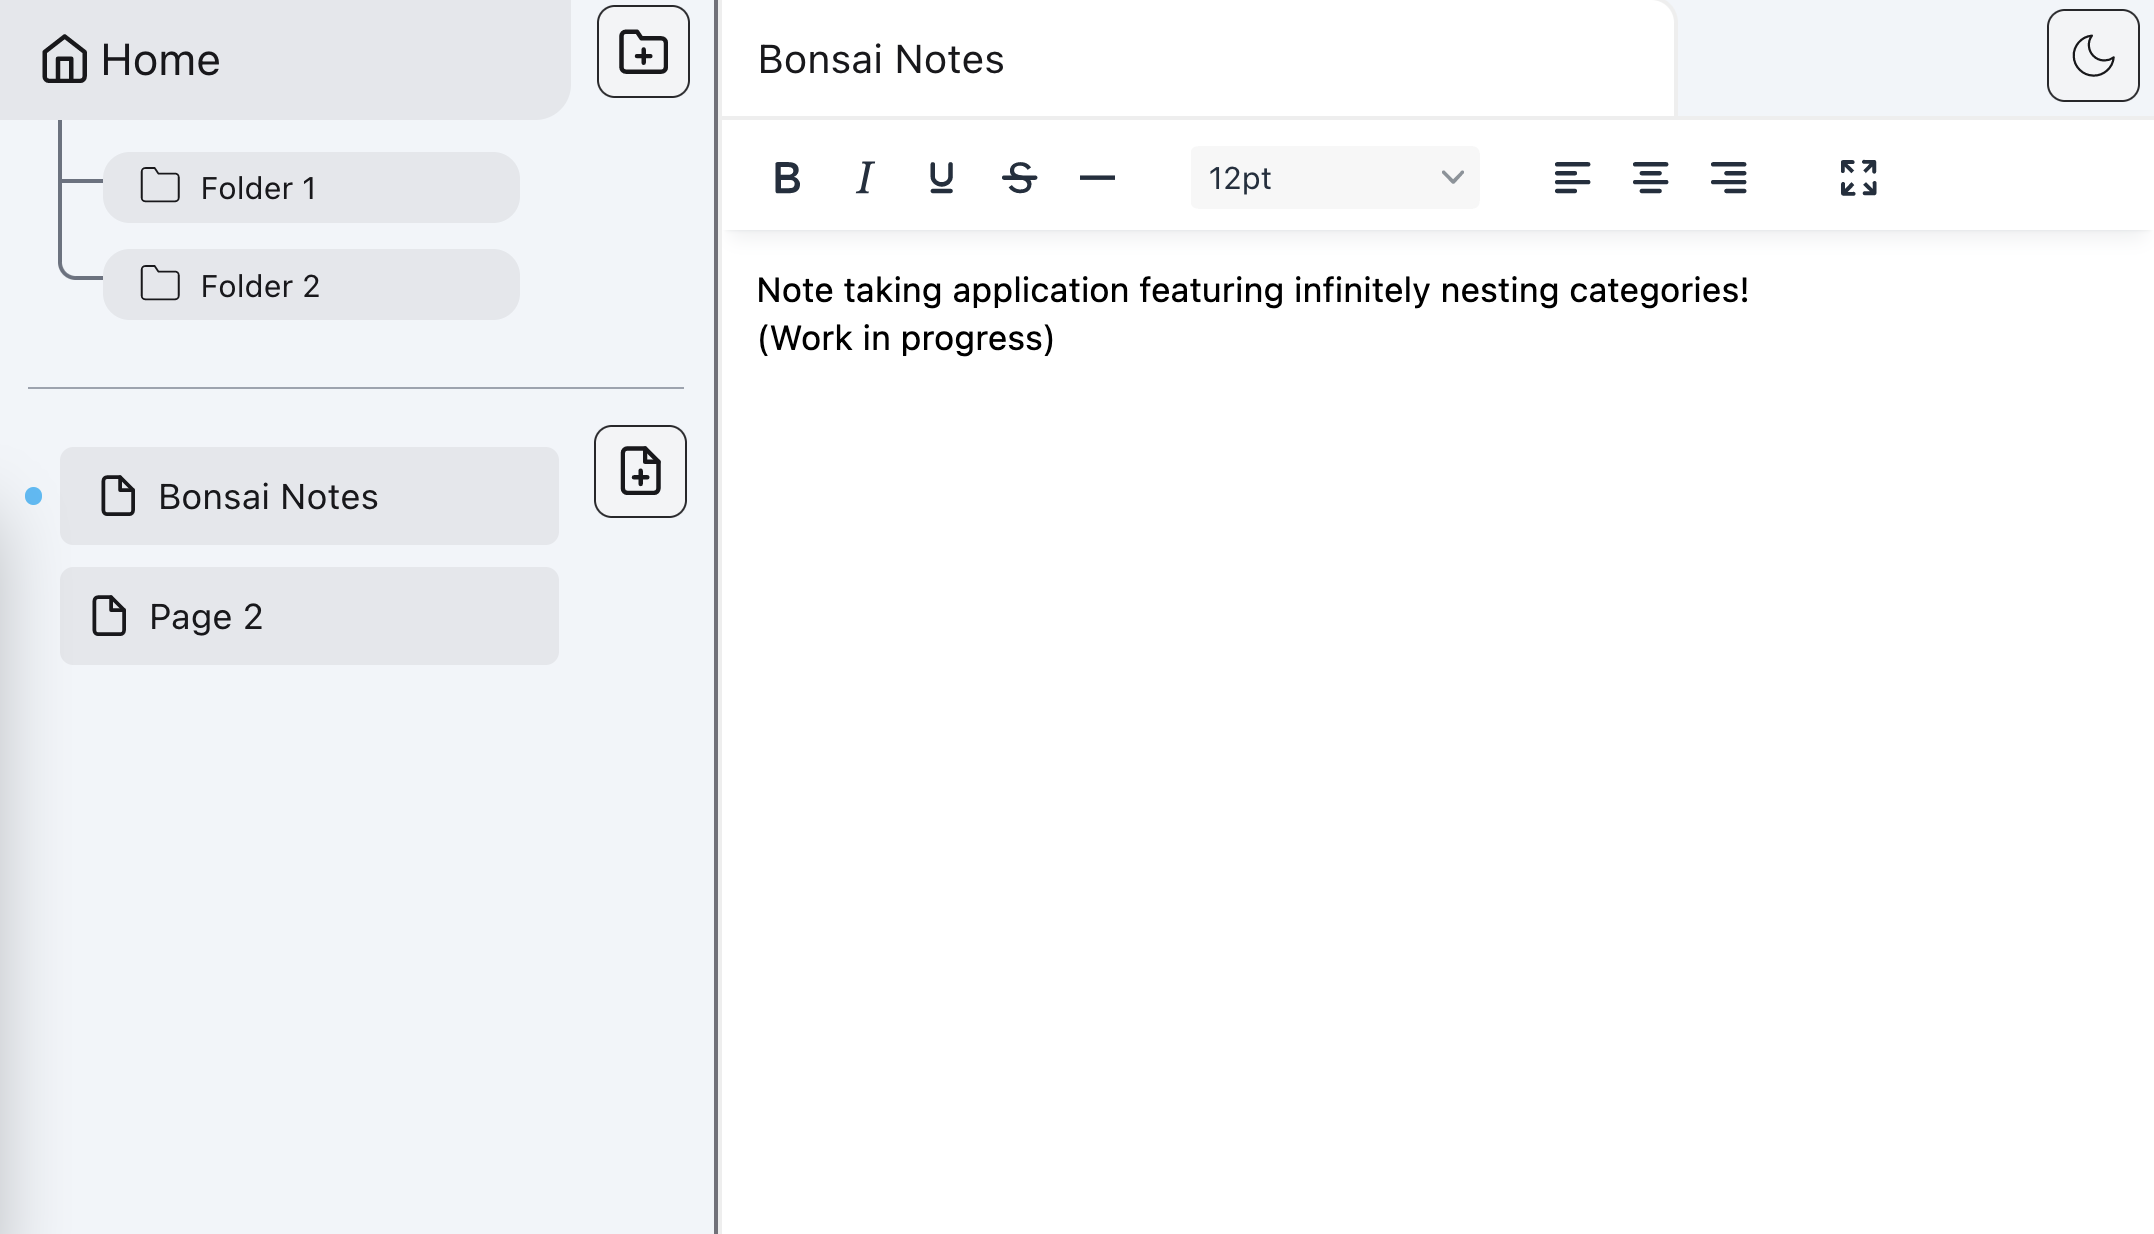 Home
Folder 1
Folder 2
Bonsai Notes
Page 2
Bonsai Notes
B I U S
12pt
Note taking application featuring infinitely nesting categories!
(Work in progress)